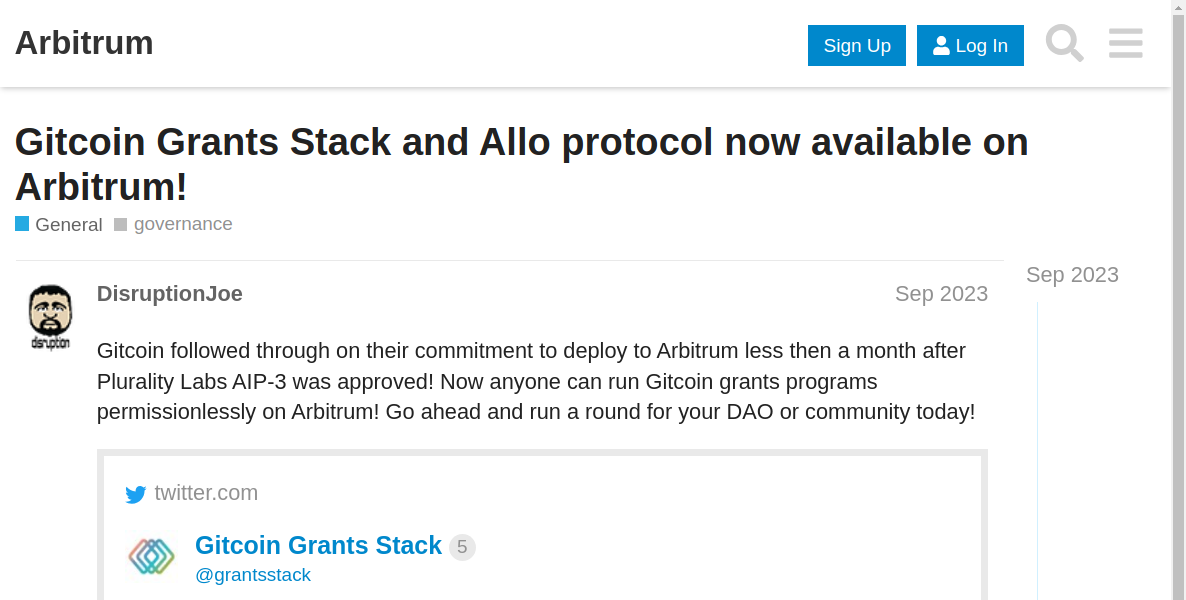 Arbitrum
Sign Up
Log In
Gitcoin Grants Stack and Allo protocol now available on
Arbitrum!
General
governance
Sep 2023
DisruptionJoe
Sep 2023
disruption
Gitcoin followed through on their commitment to deploy to Arbitrum less then a month after
Plurality Labs AIP-3 was approved! Now anyone can run Gitcoin grants programs
permissionlessly on Arbitrum! Go ahead and run a round for your DAO or community today!
twitter.com
Gitcoin Grants Stack 5
@grantsstack